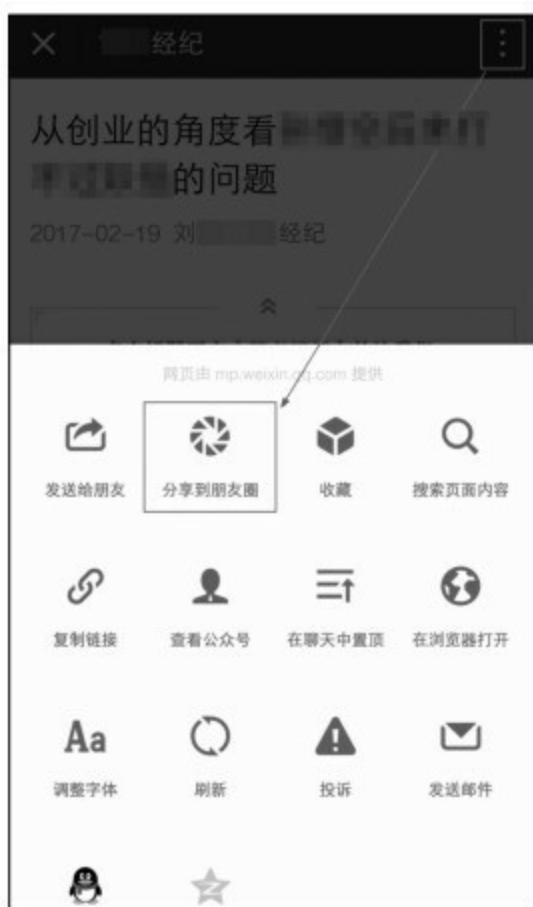 经纪
从创业的角度看
的问题
2017-02-19 刘 经纪
网页由 mp.weixin.qq.com 提供
发送给朋友 分享到朋友圈 收藏 搜索页面内容
复制链接 查看公众号 在聊天中置顶 在浏览器打开
Aa
调整字体 刷新 投诉 发送邮件